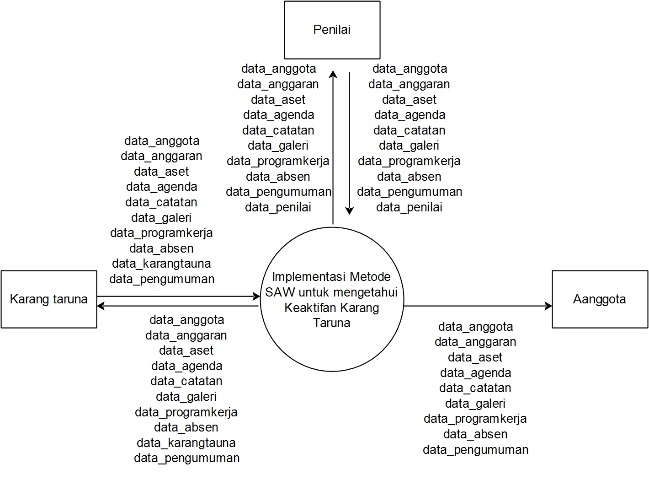 Penilai
data_anggota
data_anggaran
data_aset
data_agenda
data_catatan
data_galeri
data_programkerja
data_absen
data_pengumuman
data_penilai
data_anggota
data_anggaran
data_aset
data_agenda
data_catatan
data_galeri
data_programkerja
data_absen
data_pengumuman
data_penilai
data_anggota
data_anggaran
data_aset
data_agenda
data_catatan
data_galeri
data_programkerja
data_absen
data_karangtauna
data_pengumuman
Karang taruna
Implementasi Metode
SAW untuk mengetahui
Keaktifan Karang
Taruna
Aanggota
data_anggota
data_anggaran
data_aset
data_agenda
data_catatan
data_galeri
data_programkerja
data_absen
data_karangtauna
data_pengumuman
data_anggota
data_anggaran
data_aset
data_agenda
data_catatan
data_galeri
data_programkerja
data_absen
data_pengumuman